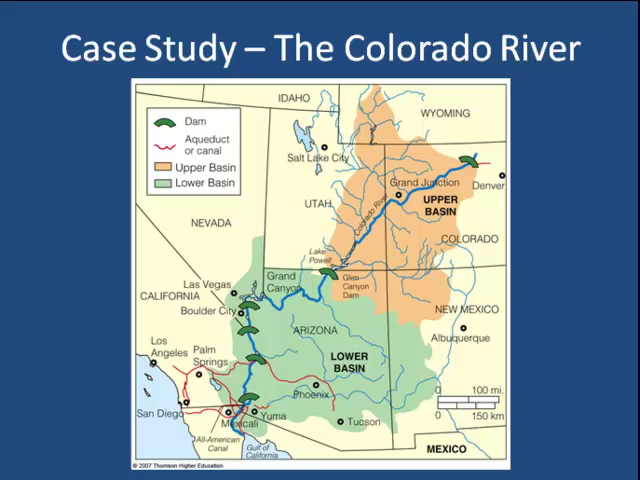 Case Study – The Colorado River
IDAHO
WYOMING
Dam
Aqueduct
or canal
Upper Basin
Lower Basin
Salt Lake City
Grand Junction
Denver
UPPER
BASIN
UTAH
Colorado River
NEVADA
COLORADO
Lake
Powell
Grand
Canyon
Glen
Canyon
Dam
Las Vegas
CALIFORNIA
Boulder City
NEW MEXICO
ARIZONA
Albuquerque
Los
Angeles
Palm
Springs
LOWER
BASIN
Phoenix
0 100 mi.
0 150 km
San Diego
Yuma
Mexicali
Tucson
All-American
Canal
Gulf of
California
MEXICO
© 2007 Thomson Higher Education